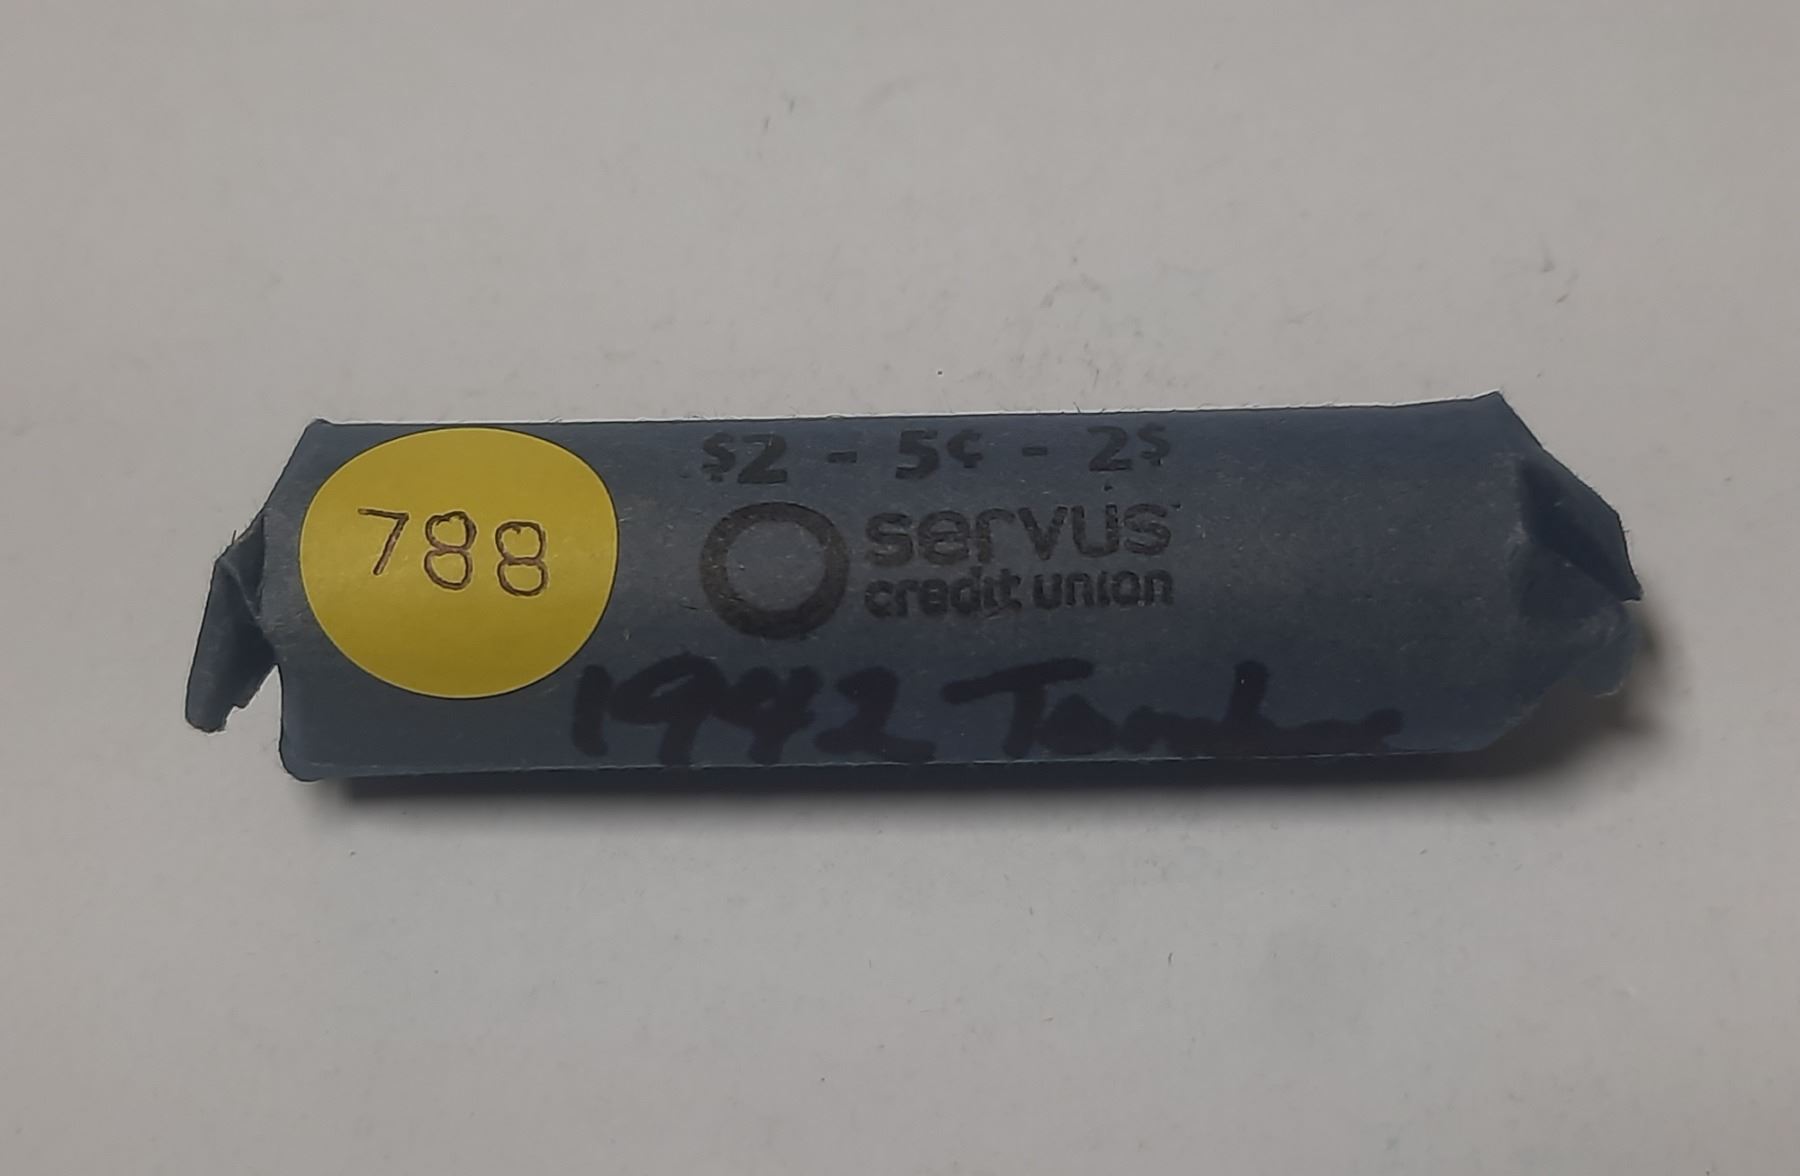 788
$2 - 5¢ - 2$
servus
credit union
1942 Tombac